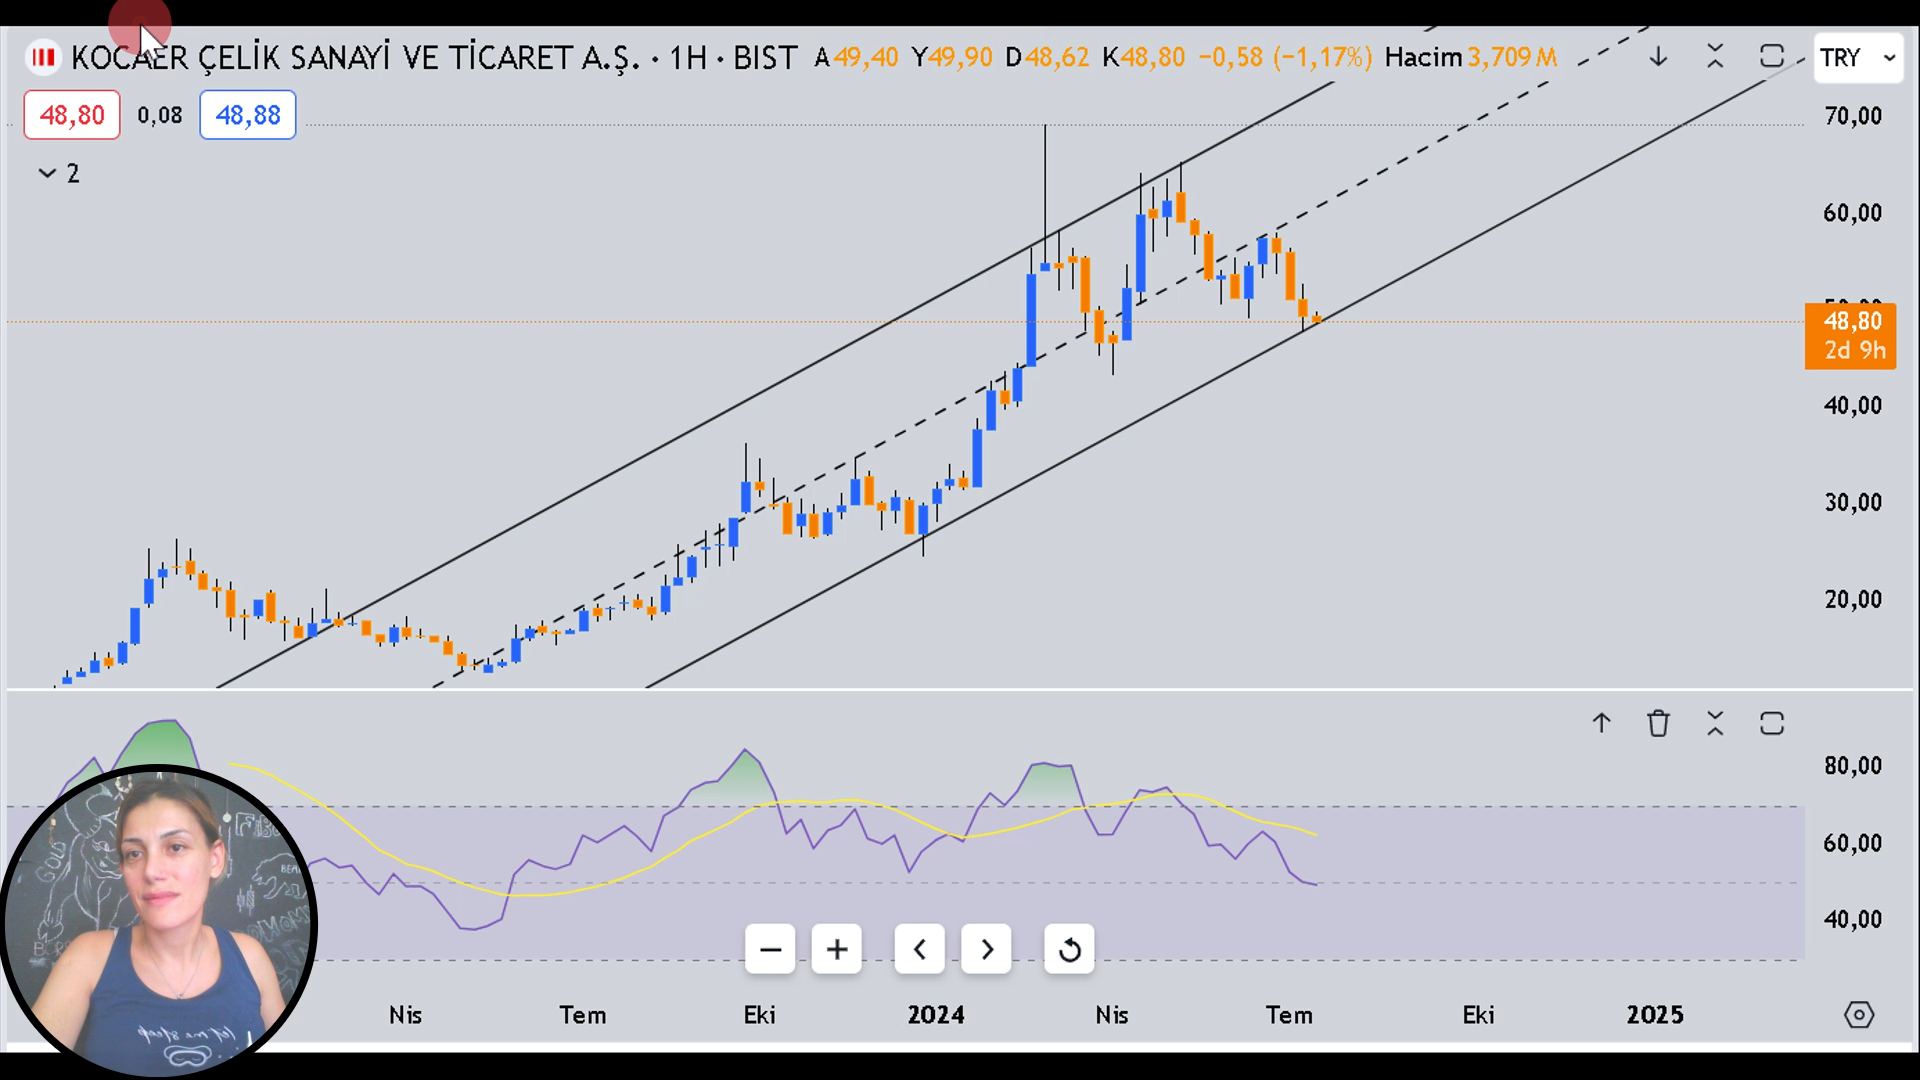 KOCAER ÇELİK SANAYİ VE TİCARET A.Ş. · 1H · BIST A49,40 Y49,90 D48,62 K48,80 −0,58 (−1,17%) Hacim 3,709 M
TRY
48,80 0,08 48,88
2
70,00
60,00
48,80
2d 9h
40,00
30,00
20,00
80,00
60,00
40,00
Nis Tem Eki 2024 Nis Tem Eki 2025